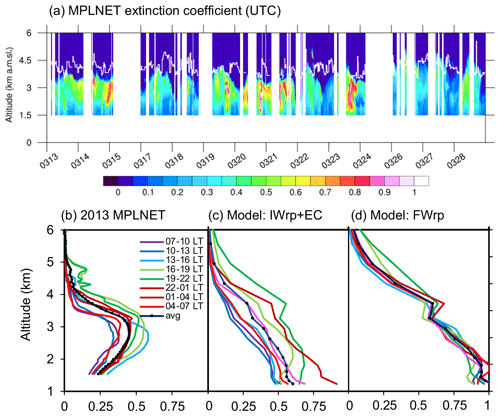 (a) MPLNET extinction coefficient (UTC)
Altitude (km a.m.s.l.)
6
4.5
3
1.5
0
0313 0314 0315 0316 0317 0318 0319 0320 0321 0322 0323 0324 0325 0326 0327 0328
0 0.1 0.2 0.3 0.4 0.5 0.6 0.7 0.8 0.9 1
(b) 2013 MPLNET (c) Model: IWrp+EC (d) Model: FWrp
Altitude (km)
6
5
4
3
2
1
07-10 LT
10-13 LT
13-16 LT
16-19 LT
19-22 LT
22-01 LT
01-04 LT
04-07 LT
avg
0 0.25 0.5 0.75 0 0.25 0.5 0.75 0 0.25 0.5 0.75 1